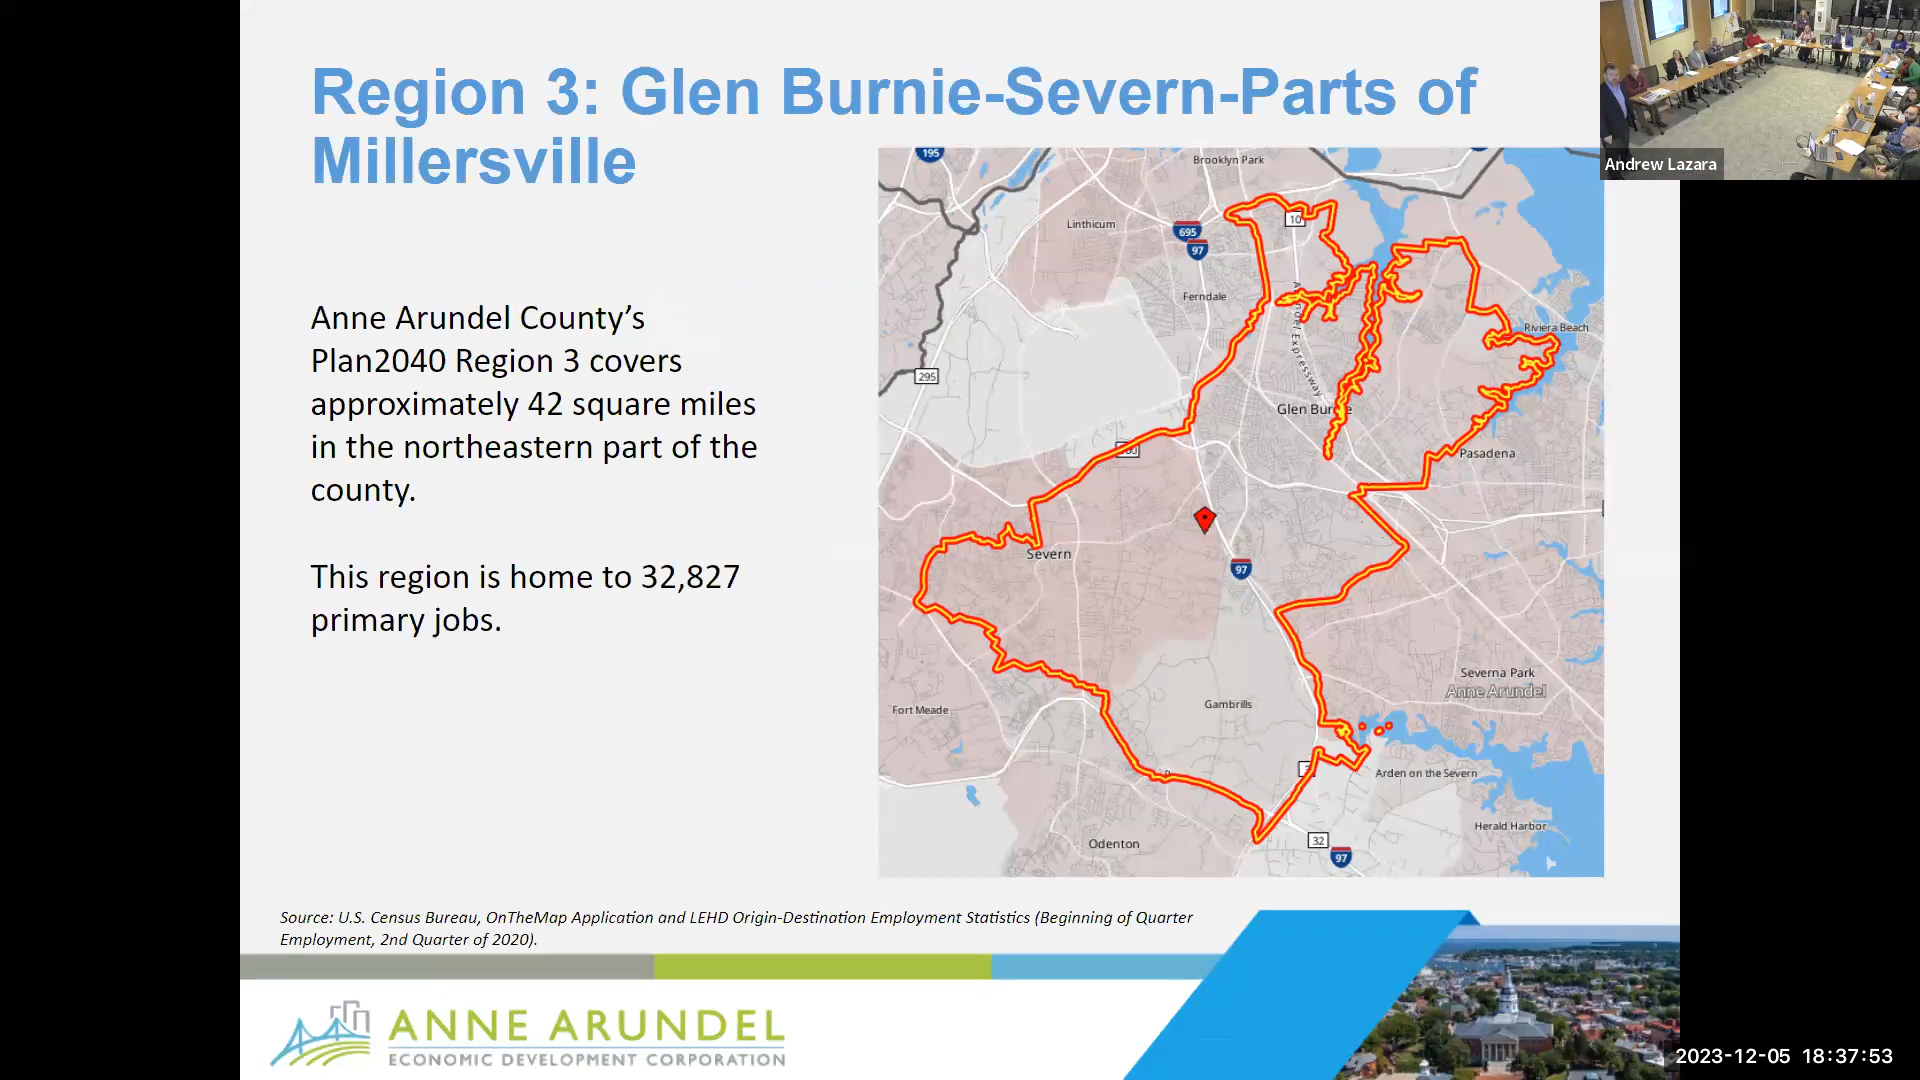 Region 3: Glen Burnie-Severn-Parts of
Millersville
Andrew Lazara
Anne Arundel County’s
Plan2040 Region 3 covers
approximately 42 square miles
in the northeastern part of the
county.
This region is home to 32,827
primary jobs.
195
Brooklyn Park
Linthicum
10
695
97
Ferndale
Arundel Expressway
Riviera Beach
295
Glen Burnie
Pasadena
Severn
97
Severna Park
Anne Arundel
Gambrills
Fort Meade
Arden on the Severn
Herald Harbor
Odenton
32
97
Source: U.S. Census Bureau, OnTheMap Application and LEHD Origin-Destination Employment Statistics (Beginning of Quarter
Employment, 2nd Quarter of 2020).
ANNE ARUNDEL
ECONOMIC DEVELOPMENT CORPORATION
2023-12-05 18:37:53